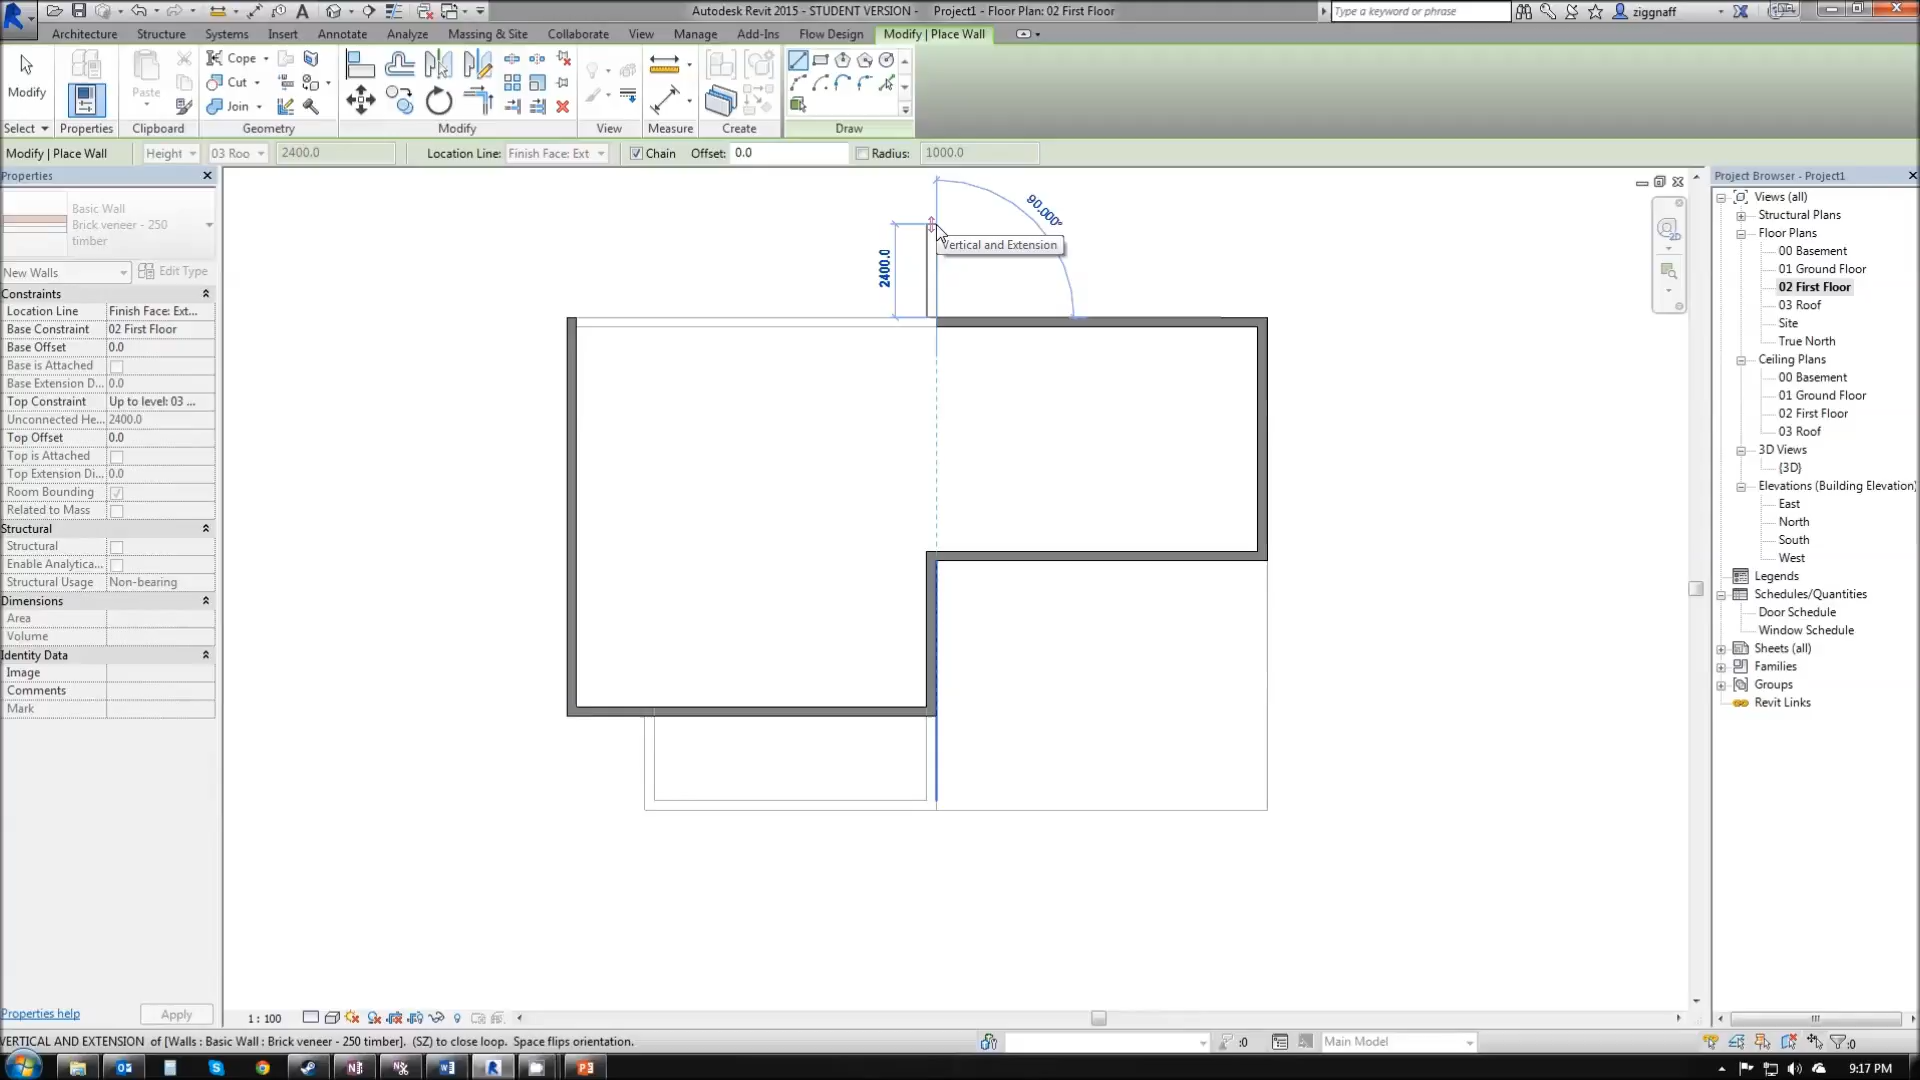 Autodesk Revit 2015 - STUDENT VERSION -    Project1 - Floor Plan: 02 First Floor
Type a keyword or phrase
ziggnaff
Architecture  Structure  Systems  Insert  Annotate  Analyze  Massing & Site  Collaborate  View  Manage  Add-Ins  Flow Design  Modify | Place Wall
Modify
Paste
Cope
Cut
Join
Select  Properties  Clipboard  Geometry  Modify  View  Measure  Create  Draw
Modify | Place Wall  Height  03 Roo  2400.0  Location Line:  Finish Face: Ext  Chain  Offset:  0.0  Radius:  1000.0
Properties
Basic Wall
Brick veneer - 250
timber
New Walls  Edit Type
Constraints
Location Line  Finish Face: Ext...
Base Constraint  02 First Floor
Base Offset  0.0
Base is Attached
Base Extension D...  0.0
Top Constraint  Up to level: 03 ...
Unconnected He...  2400.0
Top Offset  0.0
Top is Attached
Top Extension Di...  0.0
Room Bounding
Related to Mass
Structural
Structural
Enable Analytica...
Structural Usage  Non-bearing
Dimensions
Area
Volume
Identity Data
Image
Comments
Mark
Properties help  Apply
90.000°
2400.0
Vertical and Extension
2D
Project Browser - Project1
Views (all)
Structural Plans
Floor Plans
00 Basement
01 Ground Floor
02 First Floor
03 Roof
Site
True North
Ceiling Plans
00 Basement
01 Ground Floor
02 First Floor
03 Roof
3D Views
{3D}
Elevations (Building Elevation)
East
North
South
West
Legends
Schedules/Quantities
Door Schedule
Window Schedule
Sheets (all)
Families
Groups
Revit Links
1 : 100
VERTICAL AND EXTENSION  of [Walls : Basic Wall : Brick veneer - 250 timber].  (SZ) to close loop.  Space flips orientation.
:0  Main Model  :0
9:17 PM